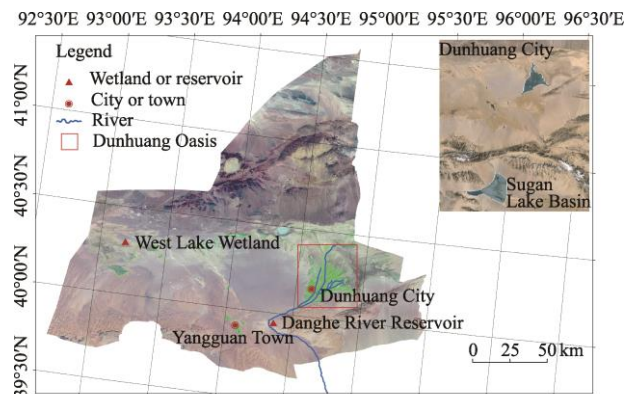 92°30'E 93°00'E 93°30'E 94°00'E 94°30'E 95°00'E 95°30'E 96°00'E 96°30'E
Legend
Wetland or reservoir
City or town
River
Dunhuang Oasis
Dunhuang City
Sugan
Lake Basin
41°00'N
40°30'N
40°00'N
39°30'N
West Lake Wetland
Dunhuang City
Danghe River Reservoir
Yangguan Town
0 25 50 km